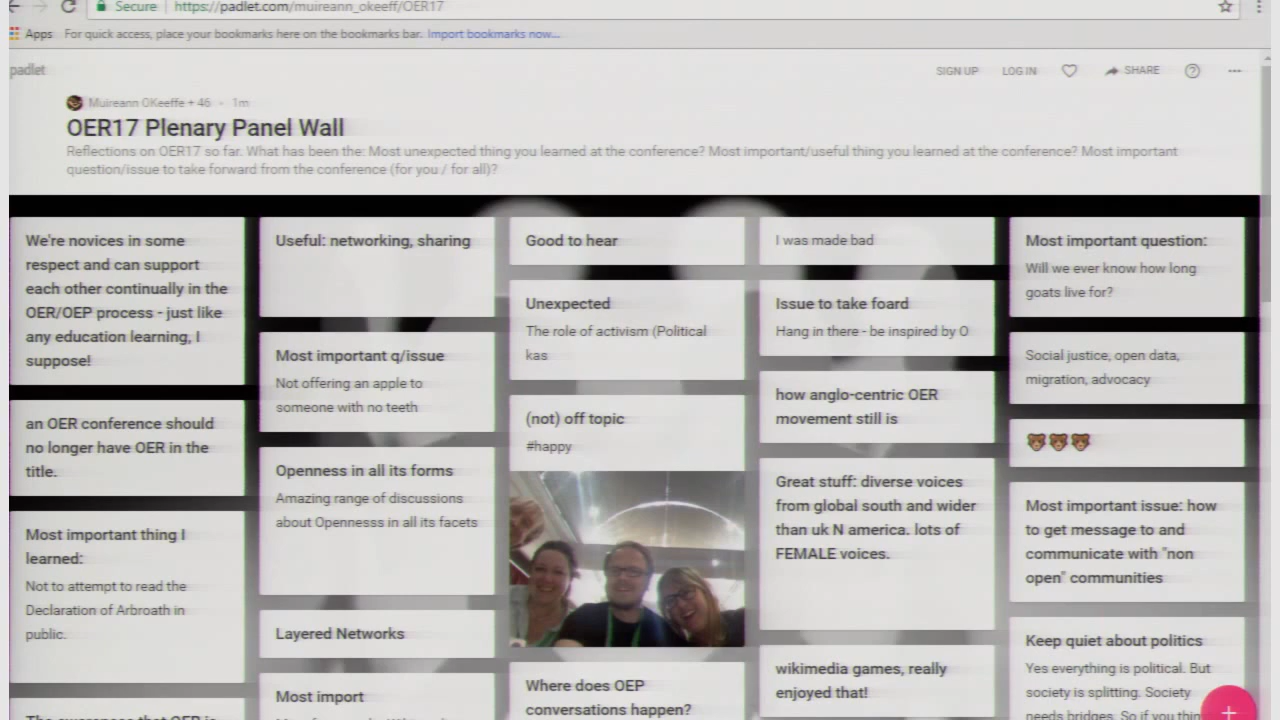 Secure
https://padlet.com/muireann_okeeff/OER17
Apps
For quick access, place your bookmarks here on the bookmarks bar. Import bookmarks now...
padlet
SIGN UP
LOG IN
SHARE
Muireann OKeeffe + 46 • 1m
OER17 Plenary Panel Wall
Reflections on OER17 so far. What has been the: Most unexpected thing you learned at the conference? Most important/useful thing you learned at the conference? Most important
question/issue to take forward from the conference (for you / for all)?
We're novices in some
respect and can support
each other continually in the
OER/OEP process - just like
any education learning, I
suppose!
an OER conference should
no longer have OER in the
title.
Most important thing I
learned:
Not to attempt to read the
Declaration of Arbroath in
public.
The awareness that OER is
Useful: networking, sharing
Most important q/issue
Not offering an apple to
someone with no teeth
Openness in all its forms
Amazing range of discussions
about Opennesss in all its facets
Layered Networks
Most import
Good to hear
Unexpected
The role of activism (Political
kas
(not) off topic
#happy
Where does OEP
conversations happen?
I was made bad
Issue to take foard
Hang in there - be inspired by O
how anglo-centric OER
movement still is
Great stuff: diverse voices
from global south and wider
than uk N america. lots of
FEMALE voices.
wikimedia games, really
enjoyed that!
Most important question:
Will we ever know how long
goats live for?
Social justice, open data,
migration, advocacy
Most important issue: how
to get message to and
communicate with "non
open" communities
Keep quiet about politics
Yes everything is political. But
society is splitting. Society
needs bridges. So if you thin